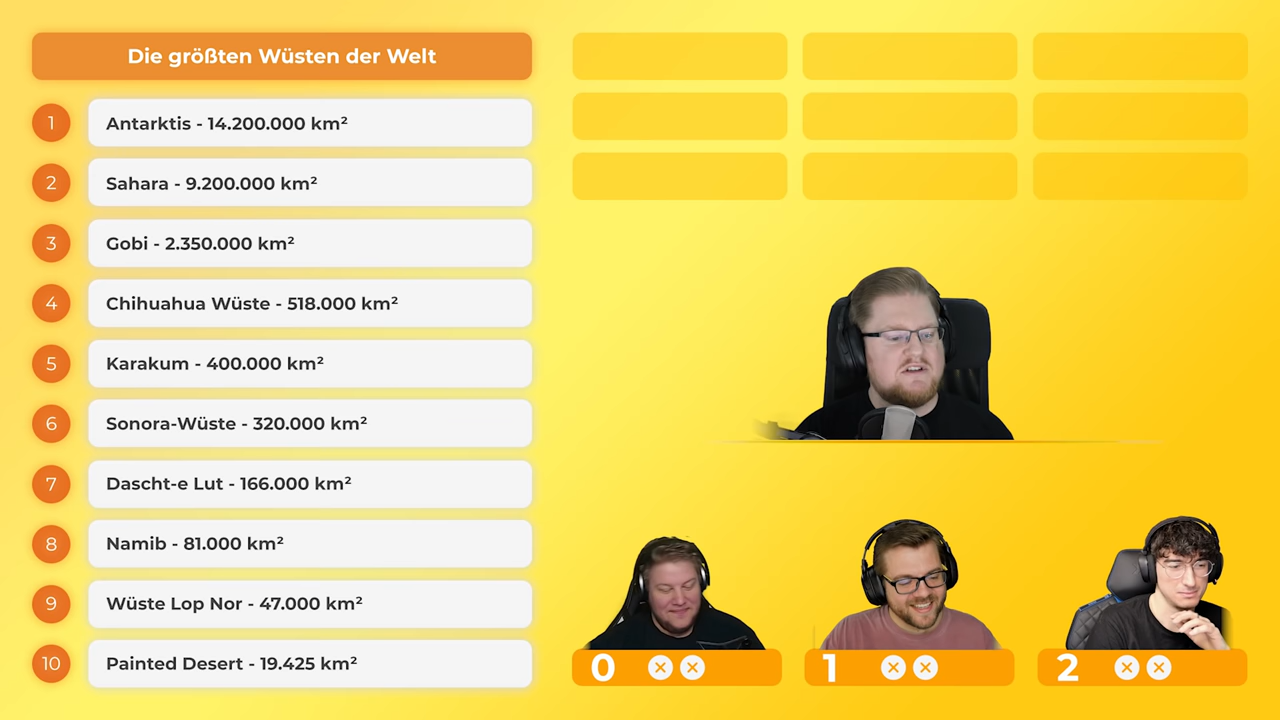 Die größten Wüsten der Welt
1 Antarktis - 14.200.000 km²
2 Sahara - 9.200.000 km²
3 Gobi - 2.350.000 km²
4 Chihuahua Wüste - 518.000 km²
5 Karakum - 400.000 km²
6 Sonora-Wüste - 320.000 km²
7 Dascht-e Lut - 166.000 km²
8 Namib - 81.000 km²
9 Wüste Lop Nor - 47.000 km²
10 Painted Desert - 19.425 km²
0
1
2